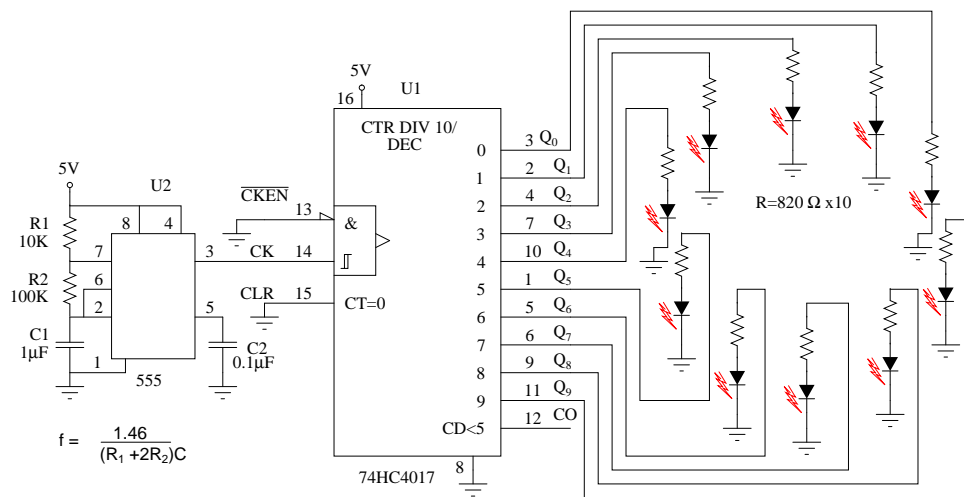 5V
U1
16
CTR DIV 10/
DEC
0
3
Q0
1
2
Q1
2
4
Q2
3
7
Q3
4
10
Q4
5
1
Q5
6
5
Q6
7
6
Q7
8
9
Q8
9
11
Q9
CD<5
12
CO
CKEN
13
&
CK
14
CLR
15
CT=0
8
74HC4017
R=820 Ω x10
5V
U2
8
4
R1
10K
7
3
R2
100K
6
2
5
C1
1µF
1
C2
0.1µF
555
f = 1.46
(R1 +2R2)C